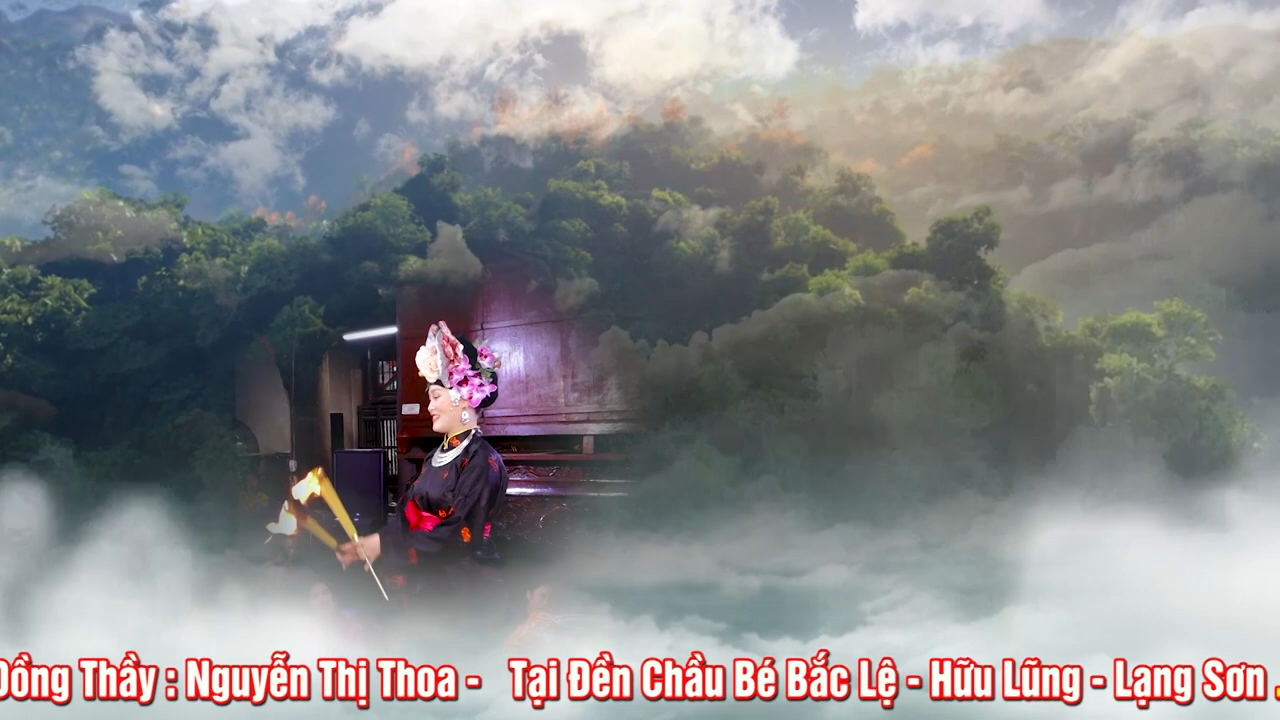 Đồng Thầy : Nguyễn Thị Thoa - Tại Đền Chầu Bé Bắc Lệ - Hữu Lũng - Lạng Sơn .